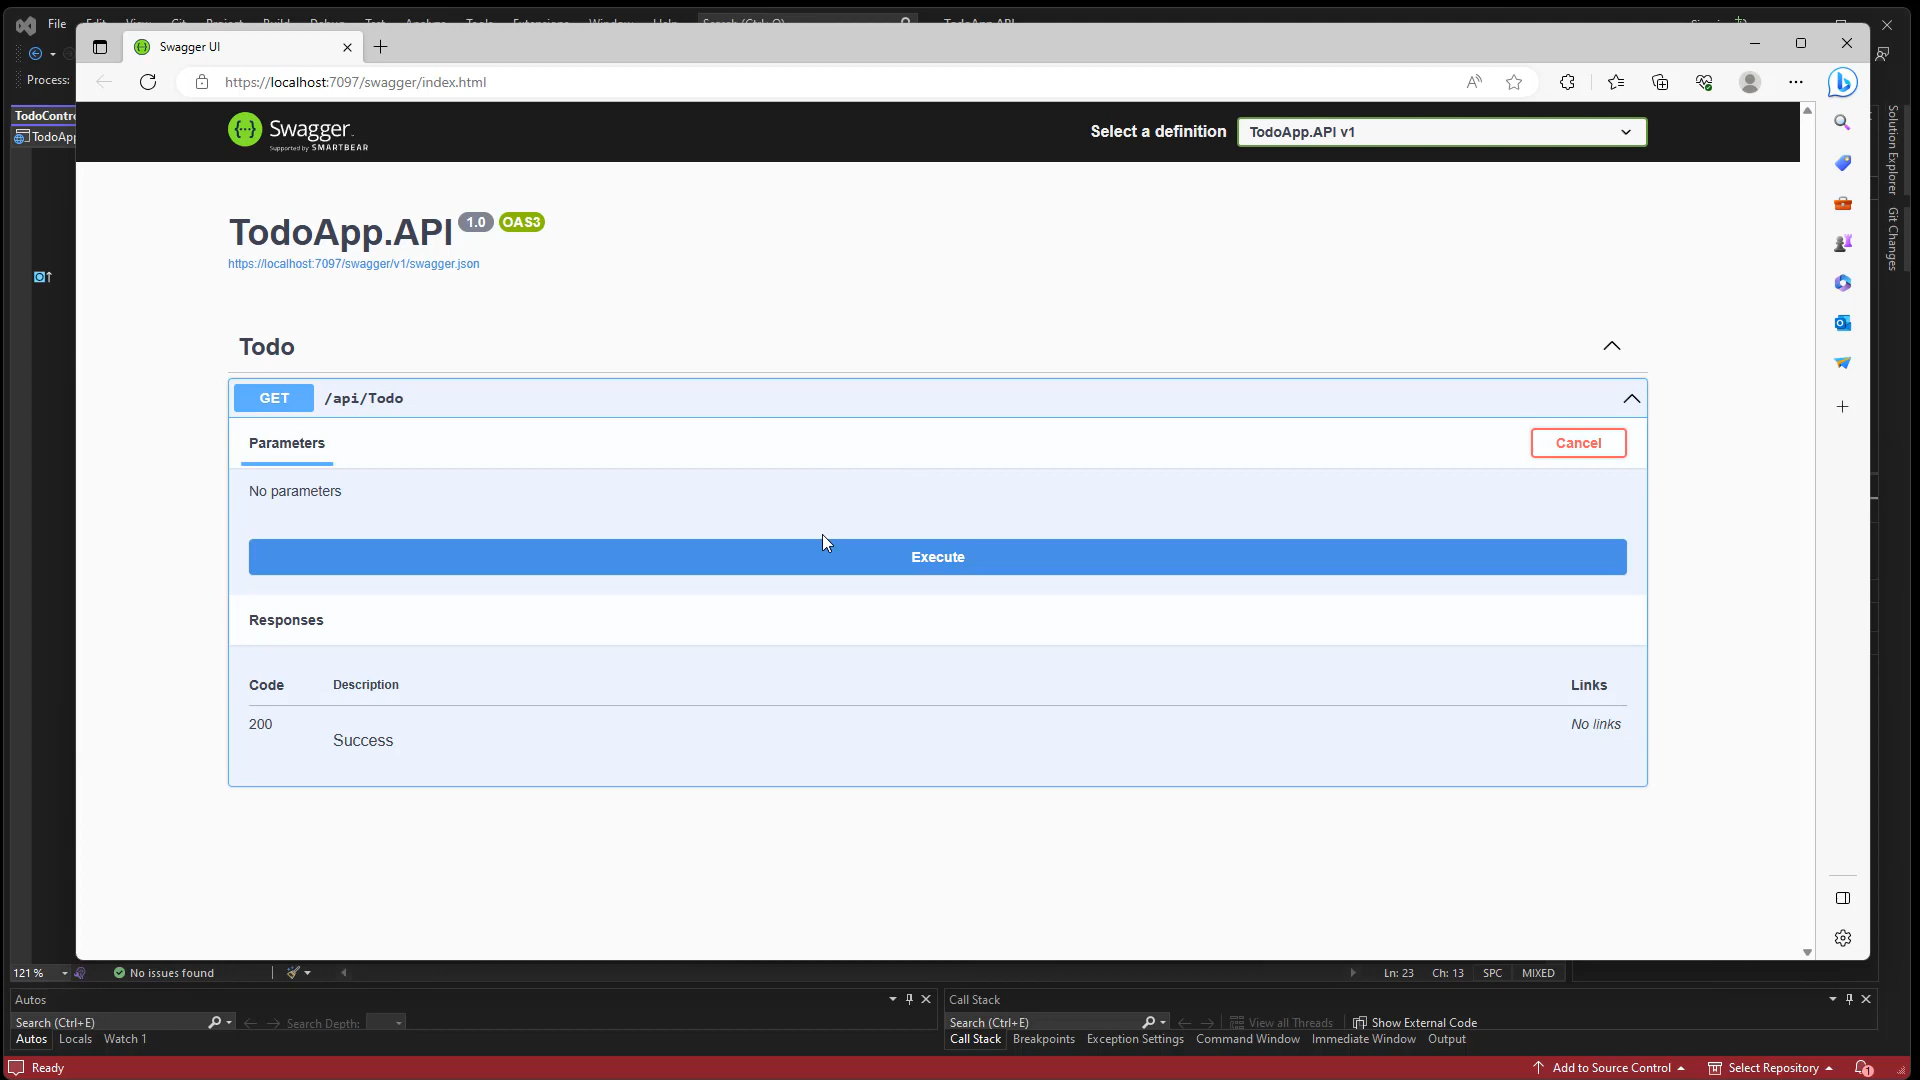 File
Swagger UI
Process:
https://localhost:7097/swagger/index.html
TodoContr
TodoApp
Swagger
Supported by SMARTBEAR
Select a definition
TodoApp.API v1
Solution Explorer
Git Changes
TodoApp.API 1.0 OAS3
https://localhost:7097/swagger/v1/swagger.json
Todo
GET /api/Todo
Parameters
Cancel
No parameters
Execute
Responses
Code Description Links
200 No links
Success
121 % No issues found Ln: 23 Ch: 13 SPC MIXED
Autos
Search (Ctrl+E) Search Depth:
Autos Locals Watch 1
Call Stack
Search (Ctrl+E) View all Threads Show External Code
Call Stack Breakpoints Exception Settings Command Window Immediate Window Output
Ready Add to Source Control Select Repository 1